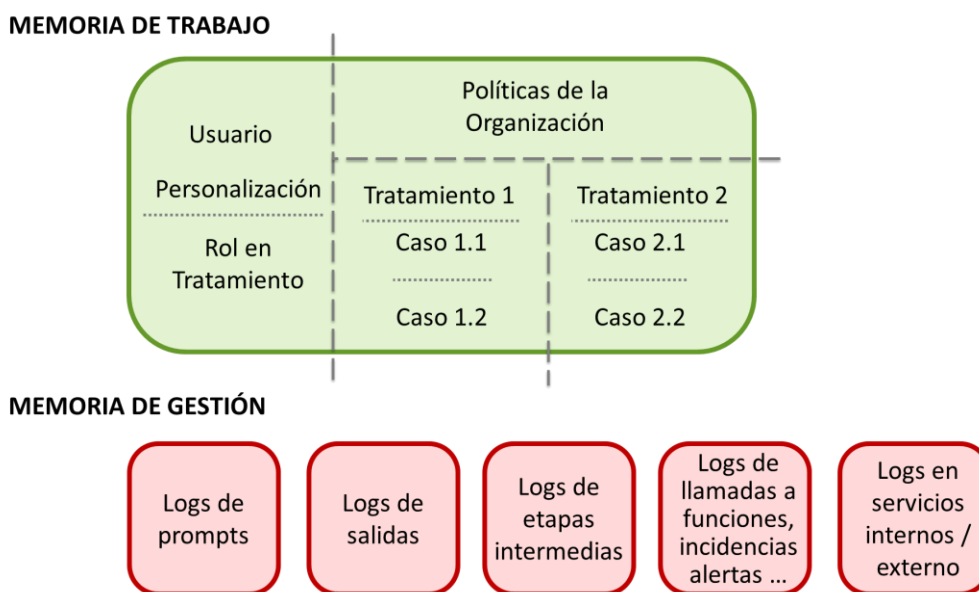 MEMORIA DE TRABAJO
Usuario
Personalización
Rol en
Tratamiento
Políticas de la
Organización
Tratamiento 1
Caso 1.1
Caso 1.2
Tratamiento 2
Caso 2.1
Caso 2.2
MEMORIA DE GESTIÓN
Logs de
prompts
Logs de
salidas
Logs de
etapas
intermedias
Logs de
llamadas a
funciones,
incidencias
alertas ...
Logs en
servicios
internos /
externo